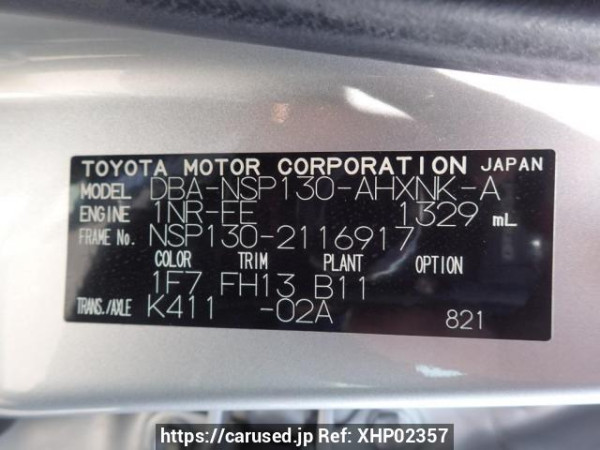 TOYOTA MOTOR CORPORATION JAPAN
MODEL DBA-NSP130-AHXNK-A
ENGINE 1NR-FE 1329 mL
FRAME No. NSP130-2116917
COLOR TRIM PLANT OPTION
1F7 FH13 B11
TRANS./AXLE K411 -02A 821
https://carused.jp Ref: XHP02357